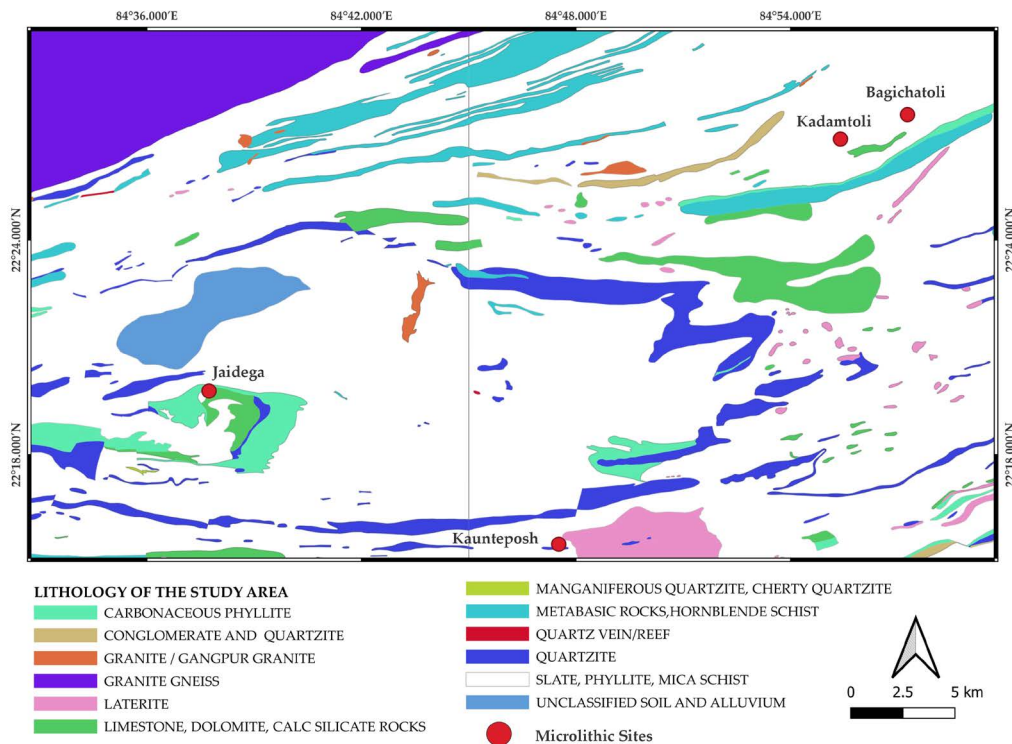 84°36.000'E 84°42.000'E 84°48.000'E 84°54.000'E
Bagichatoli
Kadamtoli
22°24.000'N 22°24.000'N
Jaidega
22°18.000'N 22°18.000'N
Kaunteposh
LITHOLOGY OF THE STUDY AREA
CARBONACEOUS PHYLLITE
CONGLOMERATE AND QUARTZITE
GRANITE / GANGPUR GRANITE
GRANITE GNEISS
LATERITE
LIMESTONE, DOLOMITE, CALC SILICATE ROCKS
MANGANIFEROUS QUARTZITE, CHERTY QUARTZITE
METABASIC ROCKS,HORNBLENDE SCHIST
QUARTZ VEIN/REEF
QUARTZITE
SLATE, PHYLLITE, MICA SCHIST
UNCLASSIFIED SOIL AND ALLUVIUM
Microlithic Sites
0 2.5 5 km